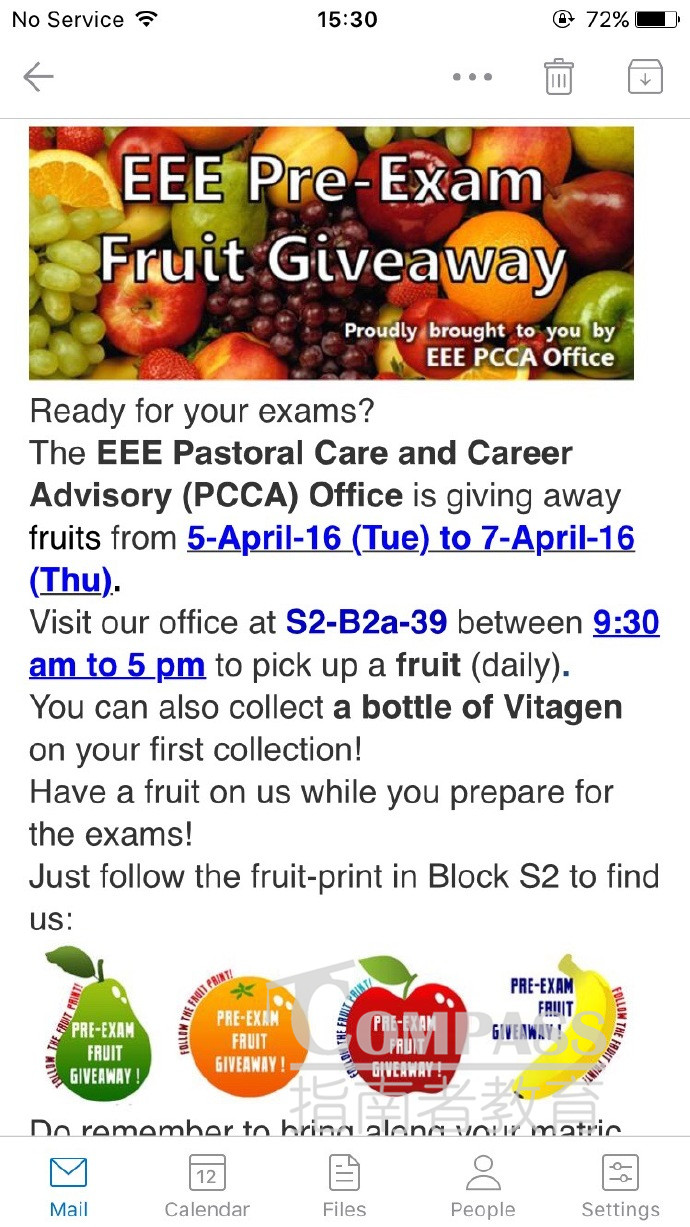 No Service 15:30 72%
EEE Pre-Exam
Fruit Giveaway
Proudly brought to you by
EEE PCCA Office
Ready for your exams?
The EEE Pastoral Care and Career
Advisory (PCCA) Office is giving away
fruits from 5-April-16 (Tue) to 7-April-16
(Thu).
Visit our office at S2-B2a-39 between 9:30
am to 5 pm to pick up a fruit (daily).
You can also collect a bottle of Vitagen
on your first collection!
Have a fruit on us while you prepare for
the exams!
Just follow the fruit-print in Block S2 to find
us:
FOLLOW THE FRUIT PRINT!
PRE-EXAM
FRUIT
GIVEAWAY !
FOLLOW THE FRUIT PRINT!
PRE-EXAM
FRUIT
GIVEAWAY !
FOLLOW THE FRUIT PRINT!
PRE-EXAM
FRUIT
GIVEAWAY !
PRE-EXAM
FRUIT
GIVEAWAY !
FOLLOW THE FRUIT PRINT!
COMPASS
指南者教育
Do remember to bring along your matric
12
Mail Calendar Files People Settings